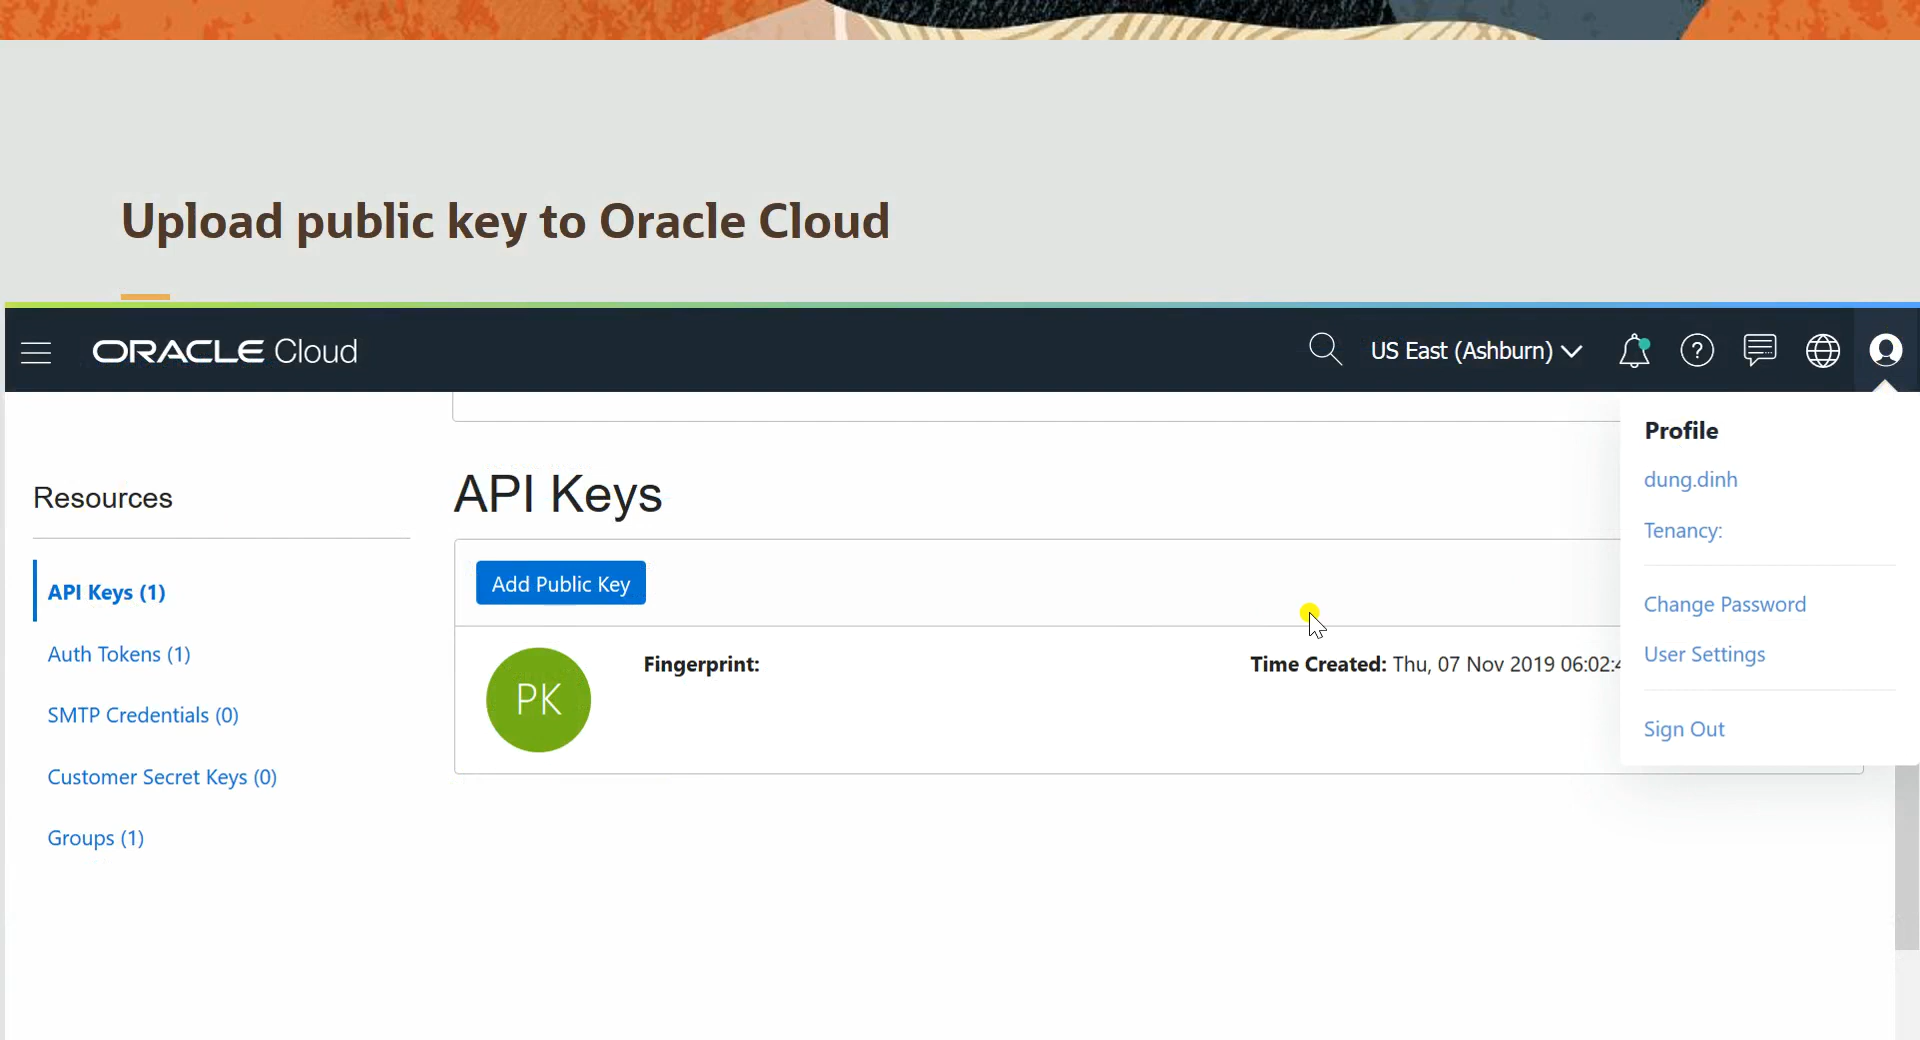 Upload public key to Oracle Cloud
ORACLE Cloud
US East (Ashburn)
Profile
dung.dinh
Tenancy:
Change Password
User Settings
Sign Out
Resources
API Keys (1)
Auth Tokens (1)
SMTP Credentials (0)
Customer Secret Keys (0)
Groups (1)
API Keys
Add Public Key
PK
Fingerprint:
Time Created: Thu, 07 Nov 2019 06:02:4